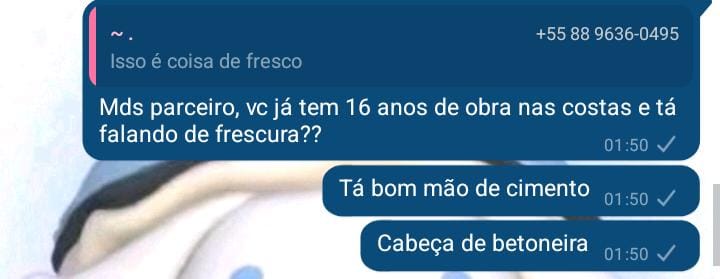 ~ .
+55 88 9636-0495
Isso é coisa de fresco
Mds parceiro, vc já tem 16 anos de obra nas costas e tá
falando de frescura??
01:50
Tá bom mão de cimento
01:50
Cabeça de betoneira
01:50